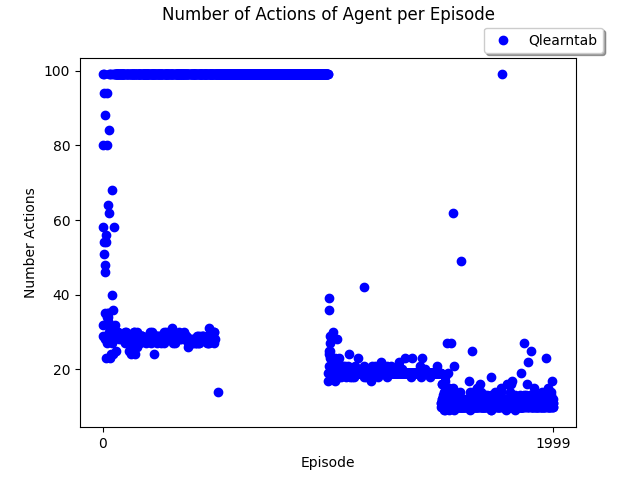 Number of Actions of Agent per Episode
Qlearntab
100
80
60
40
20
Number Actions
0
1999
Episode